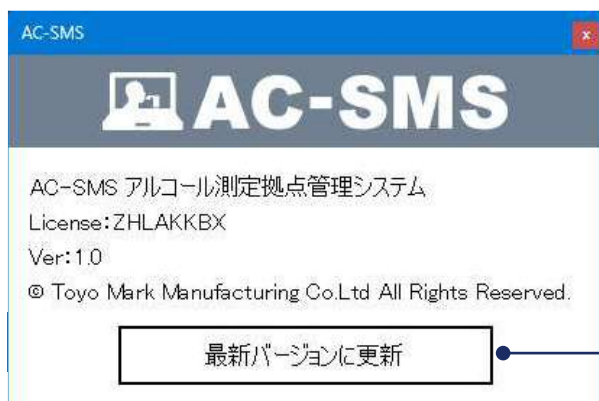 AC-SMS
x
AC-SMS
AC-SMS アルコール測定拠点管理システム
License:ZHLAKKBX
Ver:1.0
© Toyo Mark Manufacturing Co.Ltd All Rights Reserved.
最新バージョンに更新